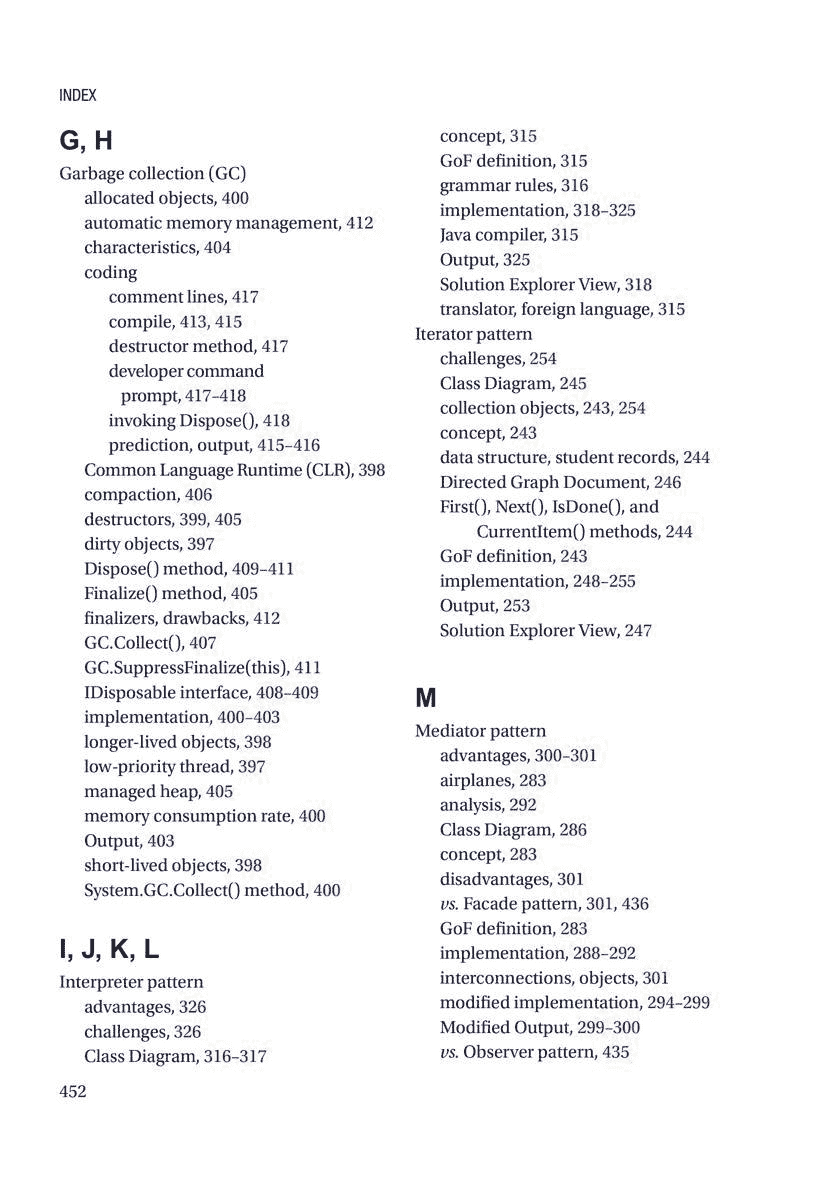 INDEX
G, H
Garbage collection (GC)
allocated objects, 400
automatic memory management, 412
characteristics, 404
coding
comment lines, 417
compile, 413, 415
destructor method, 417
developer command
prompt, 417–418
invoking Dispose(), 418
prediction, output, 415–416
Common Language Runtime (CLR), 398
compaction, 406
destructors, 399, 405
dirty objects, 397
Dispose() method, 409–411
Finalize() method, 405
finalizers, drawbacks, 412
GC.Collect(), 407
GC.SuppressFinalize(this), 411
IDisposable interface, 408–409
implementation, 400–403
longer-lived objects, 398
low-priority thread, 397
managed heap, 405
memory consumption rate, 400
Output, 403
short-lived objects, 398
System.GC.Collect() method, 400
I, J, K, L
Interpreter pattern
advantages, 326
challenges, 326
Class Diagram, 316–317
concept, 315
GoF definition, 315
grammar rules, 316
implementation, 318–325
Java compiler, 315
Output, 325
Solution Explorer View, 318
translator, foreign language, 315
Iterator pattern
challenges, 254
Class Diagram, 245
collection objects, 243, 254
concept, 243
data structure, student records, 244
Directed Graph Document, 246
First(), Next(), IsDone(), and
CurrentItem() methods, 244
GoF definition, 243
implementation, 248–255
Output, 253
Solution Explorer View, 247
M
Mediator pattern
advantages, 300–301
airplanes, 283
analysis, 292
Class Diagram, 286
concept, 283
disadvantages, 301
vs. Facade pattern, 301, 436
GoF definition, 283
implementation, 288–292
interconnections, objects, 301
modified implementation, 294–299
Modified Output, 299–300
vs. Observer pattern, 435
452